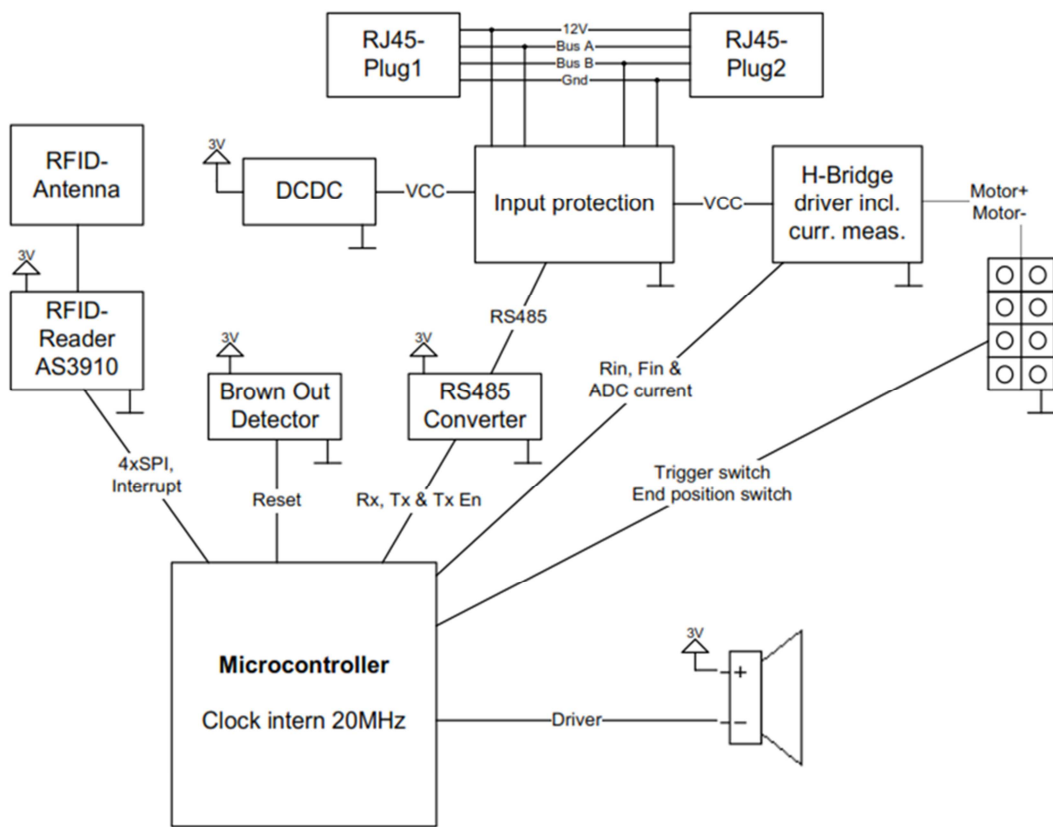 RJ45-
Plug1
12V
Bus A
Bus B
Gnd
RJ45-
Plug2
RFID-
Antenna
3V
DCDC
VCC
Input protection
VCC
H-Bridge
driver incl.
curr. meas.
Motor+
Motor-
3V
RFID-
Reader
AS3910
RS485
3V
Brown Out
Detector
3V
RS485
Converter
Rin, Fin &
ADC current
4xSPI,
Interrupt
Reset
Rx, Tx & Tx En
Trigger switch
End position switch
Microcontroller
Clock intern 20MHz
Driver
3V
+
−